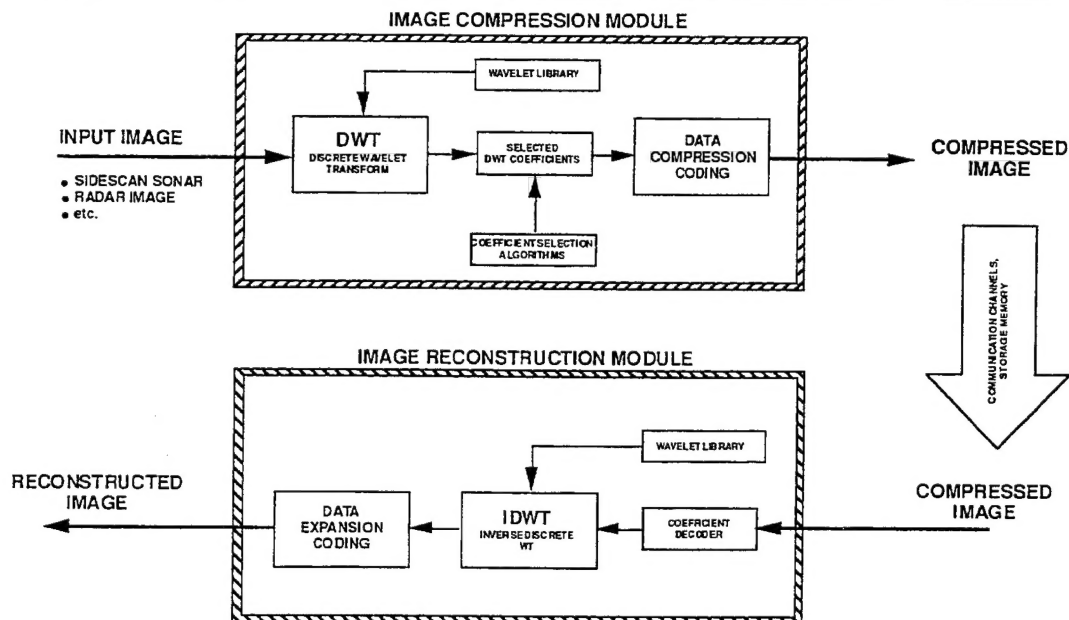 IMAGE COMPRESSION MODULE
WAVELET LIBRARY
INPUT IMAGE
• SIDESCAN SONAR
• RADAR IMAGE
• etc.
DWT
DISCRETE WAVELET
TRANSFORM
SELECTED
DWT COEFFICIENTS
DATA
COMPRESSION
CODING
COEFFICIENT SELECTION
ALGORITHMS
COMPRESSED
IMAGE
COMMUNICATION CHANNELS,
STORAGE MEMORY
IMAGE RECONSTRUCTION MODULE
WAVELET LIBRARY
RECONSTRUCTED
IMAGE
DATA
EXPANSION
CODING
IDWT
INVERSE DISCRETE
WT
COEFFICIENT
DECODER
COMPRESSED
IMAGE